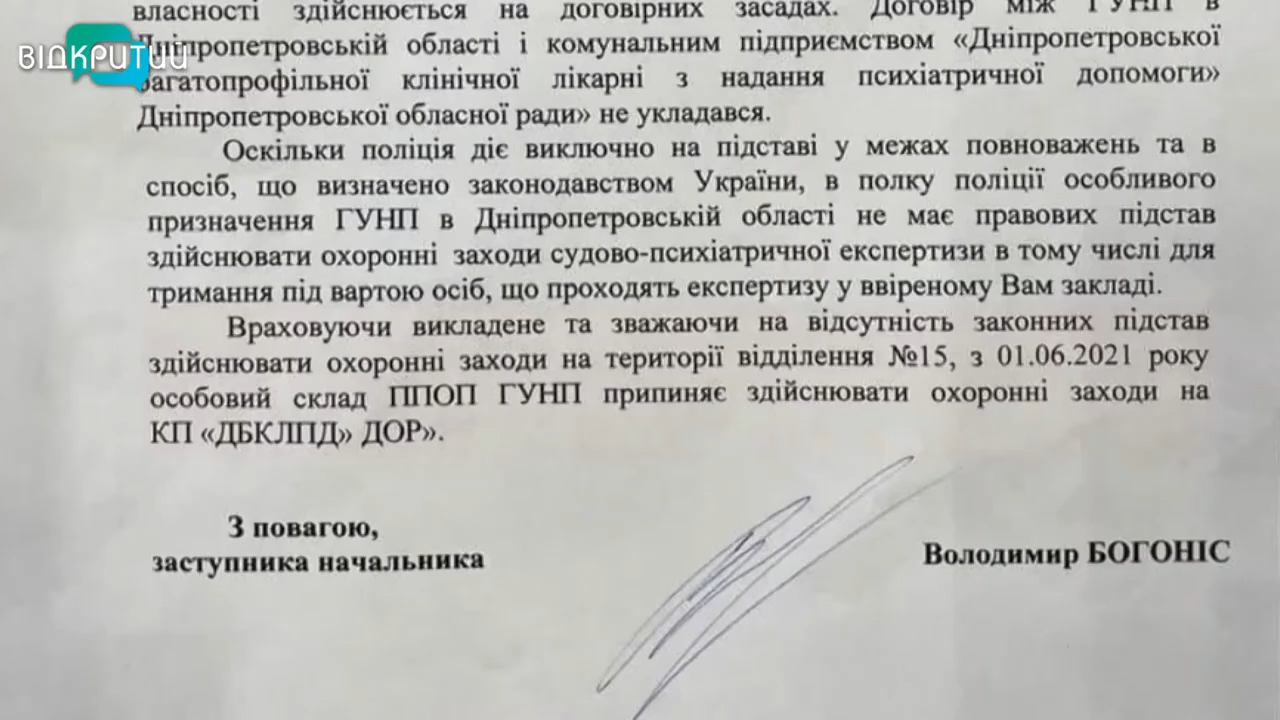 власності здійснюється на договірних засадах. Договір між ГУНП в
ВІДКРИТИЙ
Дніпропетровській області і комунальним підприємством «Дніпропетровської
багатопрофільної клінічної лікарні з надання психіатричної допомоги»
Дніпропетровської обласної ради» не укладався.
Оскільки поліція діє виключно на підставі у межах повноважень та в
спосіб, що визначено законодавством України, в полку поліції особливого
призначення ГУНП в Дніпропетровській області не має правових підстав
здійснювати охоронні заходи судово-психіатричної експертизи в тому числі для
тримання під вартою осіб, що проходять експертизу у ввіреному Вам закладі.
Враховуючи викладене та зважаючи на відсутність законних підстав
здійснювати охоронні заходи на території відділення №15, з 01.06.2021 року
особовий склад ППОП ГУНП припиняє здійснювати охоронні заходи на
КП «ДБКЛПД» ДОР».
З повагою,
заступника начальника
Володимир БОГОНІС